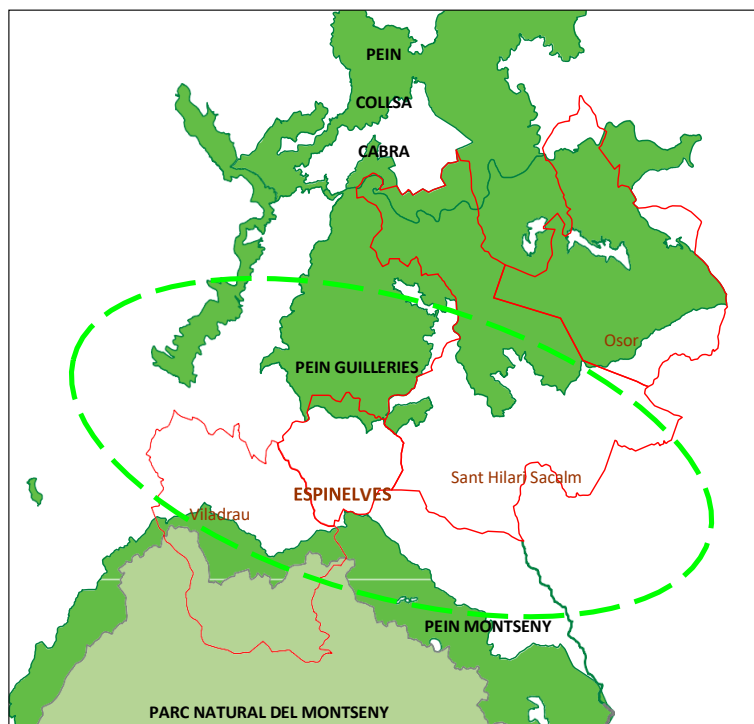 PEIN
COLLSA
CABRA
Osor
PEIN GUILLERIES
Sant Hilari Sacalm
ESPINELVES
Viladrau
PEIN MONTSENY
PARC NATURAL DEL MONTSENY